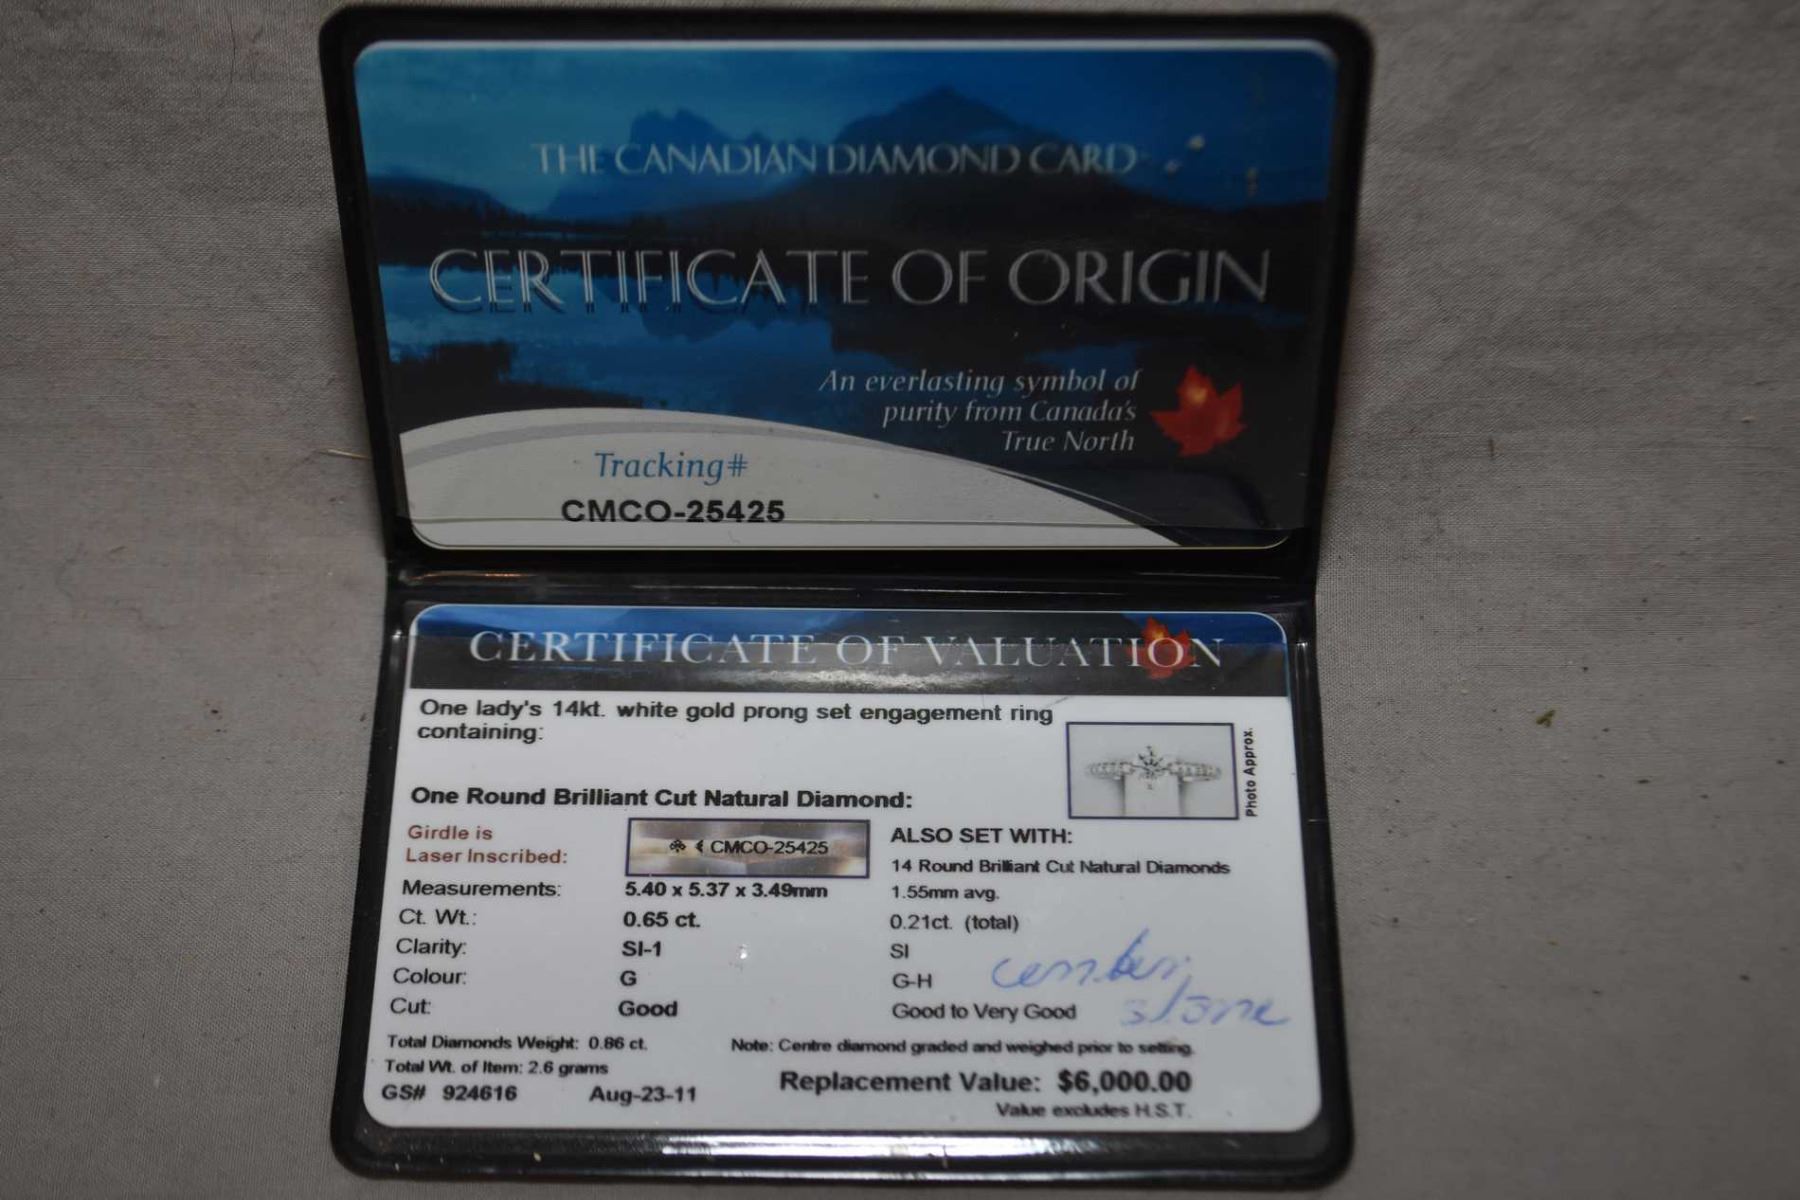 THE CANADIAN DIAMOND CARD
CERTIFICATE OF ORIGIN
An everlasting symbol of
purity from Canada's
True North
Tracking#
CMCO-25425
CERTIFICATE OF VALUATION
One lady's 14kt. white gold prong set engagement ring
containing:
Photo Approx.
One Round Brilliant Cut Natural Diamond:
Girdle is
Laser Inscribed:
CMCO-25425
Measurements: 5.40 x 5.37 x 3.49mm
Ct. Wt.: 0.65 ct.
Clarity: SI-1
Colour: G
Cut: Good
ALSO SET WITH:
14 Round Brilliant Cut Natural Diamonds
1.55mm avg.
0.21ct. (total)
SI
G-H
Good to Very Good
stone
Total Diamonds Weight: 0.86 ct.
Total Wt. of Item: 2.6 grams
GS# 924616 Aug-23-11
Note: Centre diamond graded and weighed prior to setting.
Replacement Value: $6,000.00
Value excludes H.S.T.